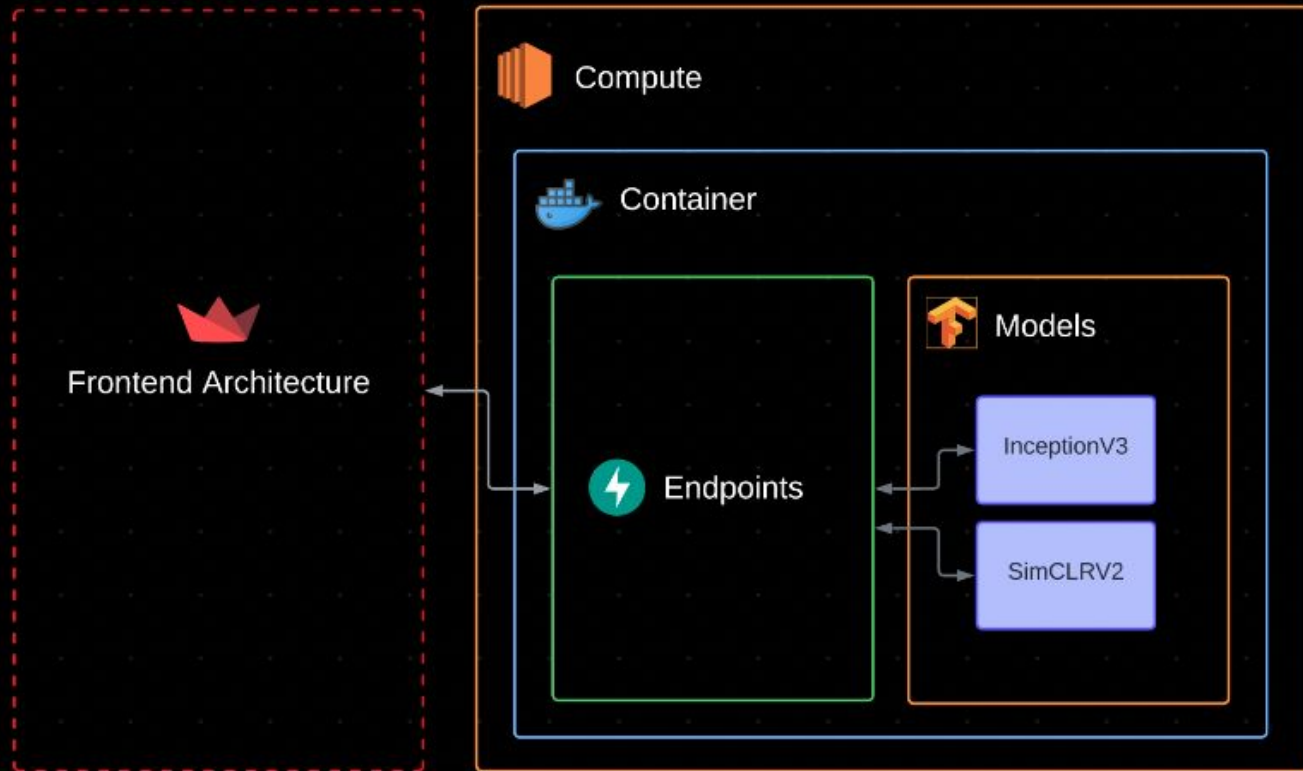 Compute
Container
Frontend Architecture
Endpoints
Models
InceptionV3
SimCLRV2